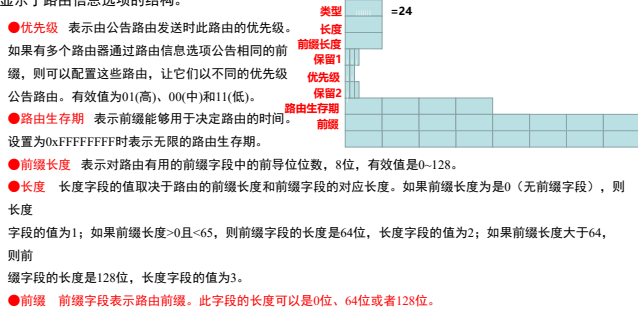 显示了路由信息选项的结构。
●优先级 表示由公告路由发送时此路由的优先级。
如果有多个路由器通过路由信息选项公告相同的前
缀，则可以配置这些路由，让它们以不同的优先级
公告路由。有效值为01(高)、00(中)和11(低)。
●路由生存期 表示前缀能够用于决定路由的时间。
设置为0xFFFFFFFF时表示无限的路由生存期。
类型 =24
长度
前缀长度
保留1
优先级
保留2
路由生存期
前缀
●前缀长度 表示对路由有用的前缀字段中的前导位位数，8位，有效值是0~128。
●长度 长度字段的值取决于路由的前缀长度和前缀字段的对应长度。如果前缀长度为是0（无前缀字段），则
长度
字段的值为1；如果前缀长度>0且<65，则前缀字段的长度是64位，长度字段的值为2；如果前缀长度大于64，
则前
缀字段的长度是128位，长度字段的值为3。
●前缀 前缀字段表示路由前缀。此字段的长度可以是0位、64位或者128位。